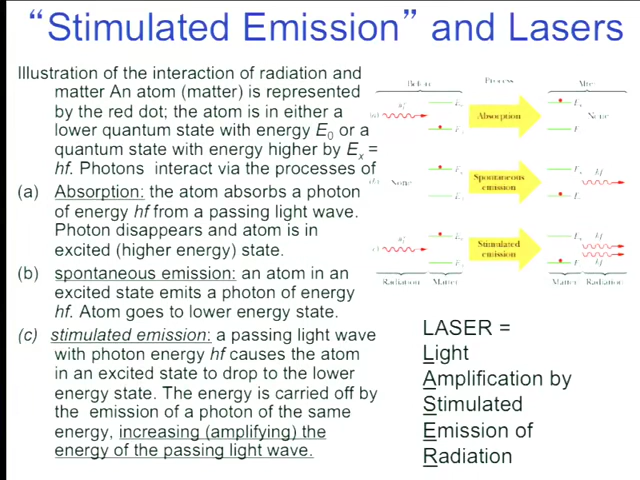 “Stimulated Emission” and Lasers
Illustration of the interaction of radiation and
matter An atom (matter) is represented
by the red dot; the atom is in either a
lower quantum state with energy E0 or a
quantum state with energy higher by Ex =
hf. Photons interact via the processes of
(a) Absorption: the atom absorbs a photon
of energy hf from a passing light wave.
Photon disappears and atom is in
excited (higher energy) state.
(b) spontaneous emission: an atom in an
excited state emits a photon of energy
hf. Atom goes to lower energy state.
(c) stimulated emission: a passing light wave
with photon energy hf causes the atom
in an excited state to drop to the lower
energy state. The energy is carried off by
the emission of a photon of the same
energy, increasing (amplifying) the
energy of the passing light wave.
Before Process After
Absorption
None
None
Spontaneous
emission
Stimulated
emission
Radiation Matter Matter Radiation
LASER =
Light
Amplification by
Stimulated
Emission of
Radiation